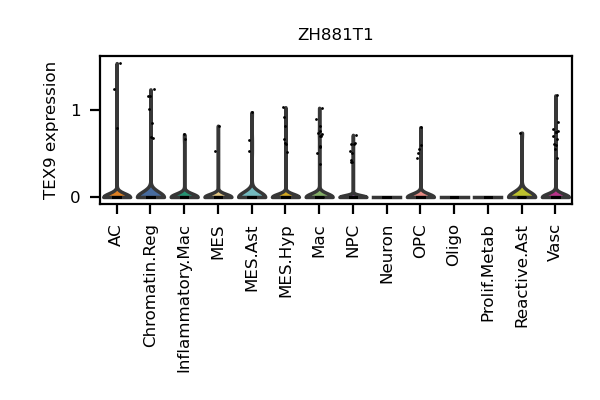 ZH881T1
TEX9 expression
1
0
AC
Chromatin.Reg
Inflammatory.Mac
MES
MES.Ast
MES.Hyp
Mac
NPC
Neuron
OPC
Oligo
Prolif.Metab
Reactive.Ast
Vasc